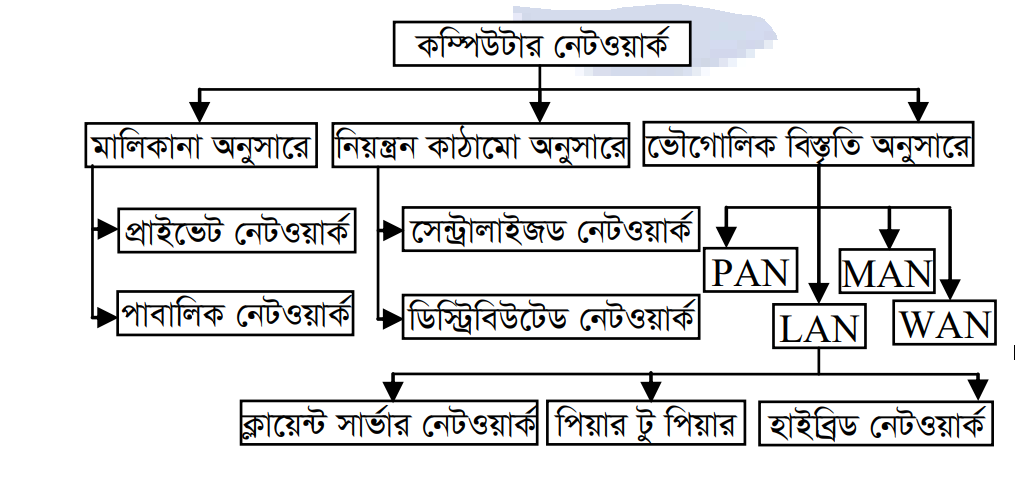 কম্পিউটার নেটওয়ার্ক
মালিকানা অনুসারে
নিয়ন্ত্রন কাঠামো অনুসারে
ভৌগোলিক বিস্তৃতি অনুসারে
প্রাইভেট নেটওয়ার্ক
সেন্ট্রালাইজড নেটওয়ার্ক
PAN
MAN
পাবালিক নেটওয়ার্ক
ডিস্ট্রিবিউটেড নেটওয়ার্ক
LAN
WAN
ক্লায়েন্ট সার্ভার নেটওয়ার্ক
পিয়ার টু পিয়ার
হাইব্রিড নেটওয়ার্ক